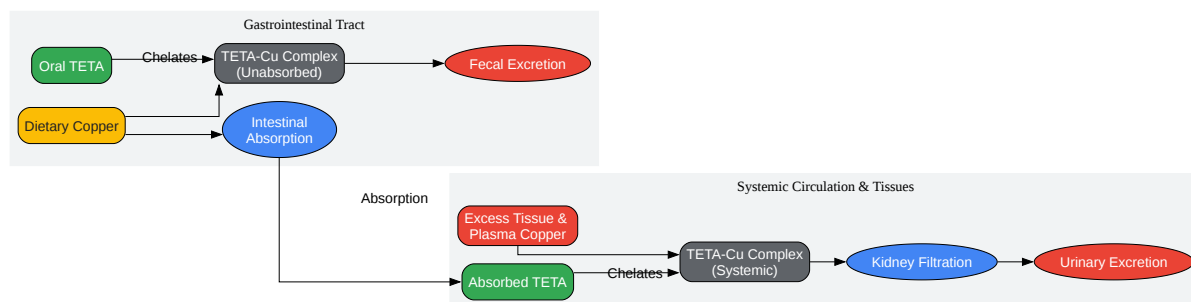 Gastrointestinal Tract
Oral TETA
Chelates
TETA-Cu Complex
(Unabsorbed)
Fecal Excretion
Dietary Copper
Intestinal
Absorption
Absorption
Systemic Circulation & Tissues
Excess Tissue &
Plasma Copper
Absorbed TETA
Chelates
TETA-Cu Complex
(Systemic)
Kidney Filtration
Urinary Excretion